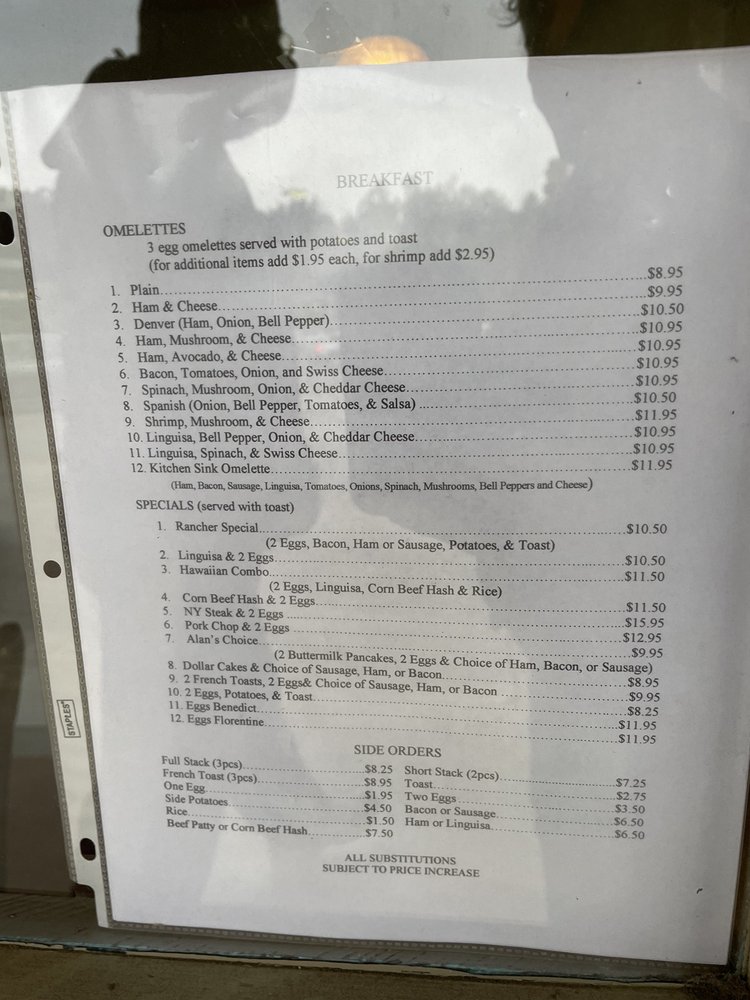 BREAKFAST
OMELETTES
3 egg omelettes served with potatoes and toast
(for additional items add $1.95 each, for shrimp add $2.95)
1. Plain $8.95
2. Ham & Cheese $9.95
3. Denver (Ham, Onion, Bell Pepper) $10.50
4. Ham, Mushroom, & Cheese $10.95
5. Ham, Avocado, & Cheese $10.95
6. Bacon, Tomatoes, Onion, and Swiss Cheese $10.95
7. Spinach, Mushroom, Onion, & Cheddar Cheese $10.95
8. Spanish (Onion, Bell Pepper, Tomatoes, & Salsa) $10.50
9. Shrimp, Mushroom, & Cheese $11.95
10. Linguisa, Bell Pepper, Onion, & Cheddar Cheese $10.95
11. Linguisa, Spinach, & Swiss Cheese $10.95
12. Kitchen Sink Omelette $11.95
(Ham, Bacon, Sausage, Linguisa, Tomatoes, Onions, Spinach, Mushrooms, Bell Peppers and Cheese)
SPECIALS (served with toast)
1. Rancher Special $10.50
(2 Eggs, Bacon, Ham or Sausage, Potatoes, & Toast)
2. Linguisa & 2 Eggs $10.50
3. Hawaiian Combo $11.50
(2 Eggs, Linguisa, Corn Beef Hash & Rice)
4. Corn Beef Hash & 2 Eggs $11.50
5. NY Steak & 2 Eggs $15.95
6. Pork Chop & 2 Eggs $12.95
7. Alan's Choice $9.95
(2 Buttermilk Pancakes, 2 Eggs & Choice of Ham, Bacon, or Sausage)
8. Dollar Cakes & Choice of Sausage, Ham, or Bacon $8.95
9. 2 French Toasts, 2 Eggs& Choice of Sausage, Ham, or Bacon $9.95
10. 2 Eggs, Potatoes, & Toast $8.25
11. Eggs Benedict $11.95
12. Eggs Florentine $11.95
STAPLES
SIDE ORDERS
Full Stack (3pcs) $8.25 Short Stack (2pcs) $7.25
French Toast (3pcs) $8.95 Toast $2.75
One Egg $1.95 Two Eggs $3.50
Side Potatoes $4.50 Bacon or Sausage $6.50
Rice $1.50 Ham or Linguisa $6.50
Beef Patty or Corn Beef Hash $7.50
ALL SUBSTITUTIONS
SUBJECT TO PRICE INCREASE